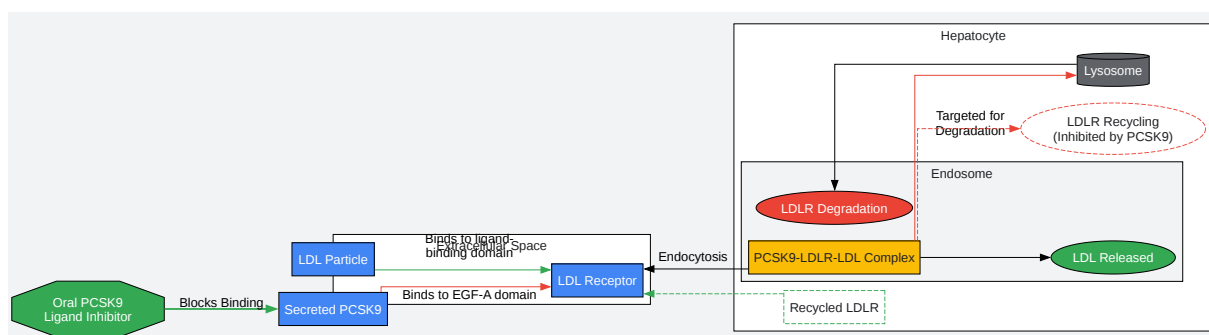 Hepatocyte
Lysosome
Targeted for
Degradation
LDLR Recycling
(Inhibited by PCSK9)
Endosome
LDLR Degradation
Binds to ligand-
binding domain
Extracellular Space
LDL Particle
LDL Receptor
Endocytosis
PCSK9-LDLR-LDL Complex
LDL Released
Oral PCSK9
Ligand Inhibitor
Blocks Binding
Secreted PCSK9
Binds to EGF-A domain
Recycled LDLR